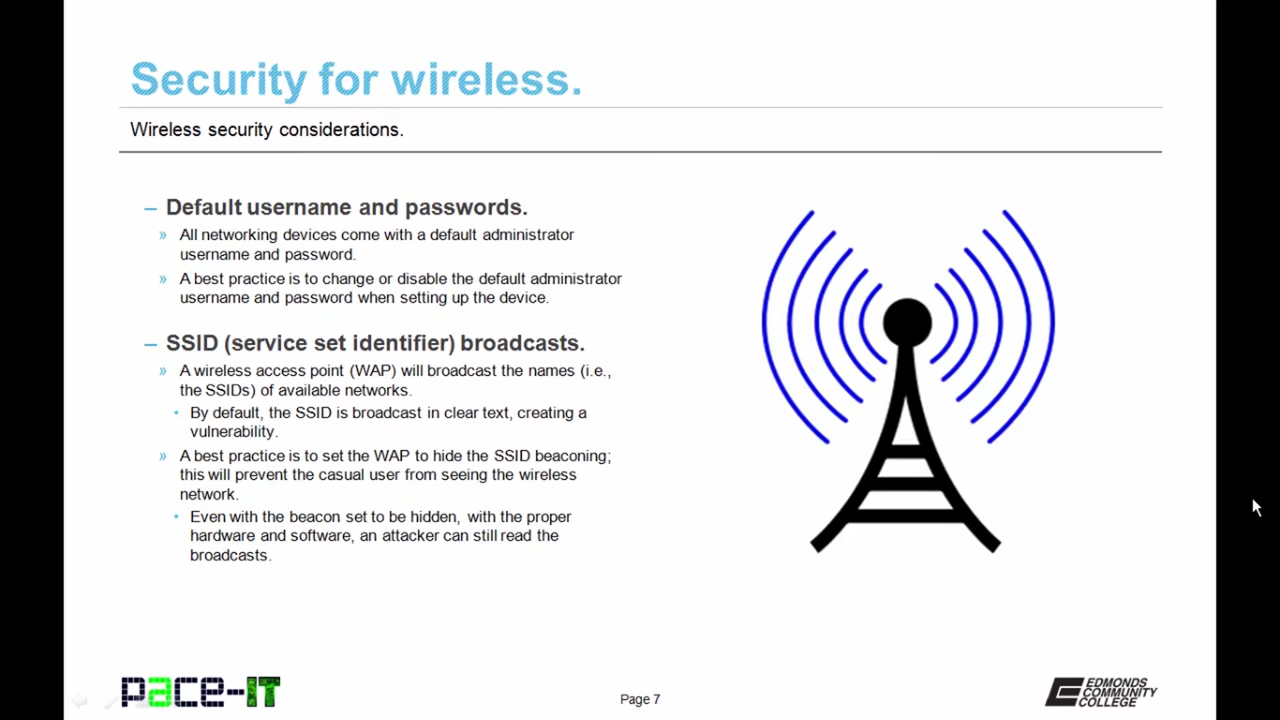 Security for wireless.
Wireless security considerations.
– Default username and passwords.
» All networking devices come with a default administrator
username and password.
» A best practice is to change or disable the default administrator
username and password when setting up the device.
– SSID (service set identifier) broadcasts.
» A wireless access point (WAP) will broadcast the names (i.e.,
the SSIDs) of available networks.
• By default, the SSID is broadcast in clear text, creating a
vulnerability.
» A best practice is to set the WAP to hide the SSID beaconing;
this will prevent the casual user from seeing the wireless
network.
• Even with the beacon set to be hidden, with the proper
hardware and software, an attacker can still read the
broadcasts.
pace-IT
Page 7
EDMONDS
COMMUNITY
COLLEGE